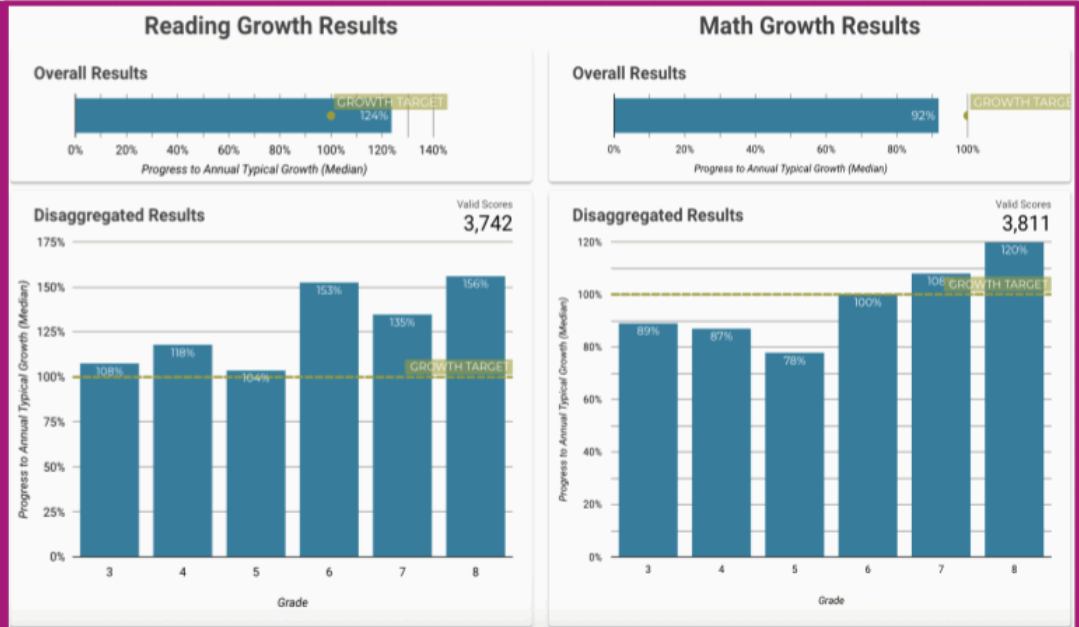 Reading Growth Results
Overall Results
GROWTH TARGET
124%
0% 20% 40% 60% 80% 100% 120% 140%
Progress to Annual Typical Growth (Median)
Disaggregated Results
Valid Scores
3,742
Progress to Annual Typical Growth (Median)
175%
150%
125%
100%
75%
50%
25%
0%
108%
118%
104%
153%
135%
156%
GROWTH TARGET
3 4 5 6 7 8
Grade
Math Growth Results
Overall Results
GROWTH TARGE
92%
0% 20% 40% 60% 80% 100%
Progress to Annual Typical Growth (Median)
Disaggregated Results
Valid Scores
3,811
Progress to Annual Typical Growth (Median)
120%
100%
80%
60%
40%
20%
0%
89%
87%
78%
100%
108
120%
GROWTH TARGET
3 4 5 6 7 8
Grade